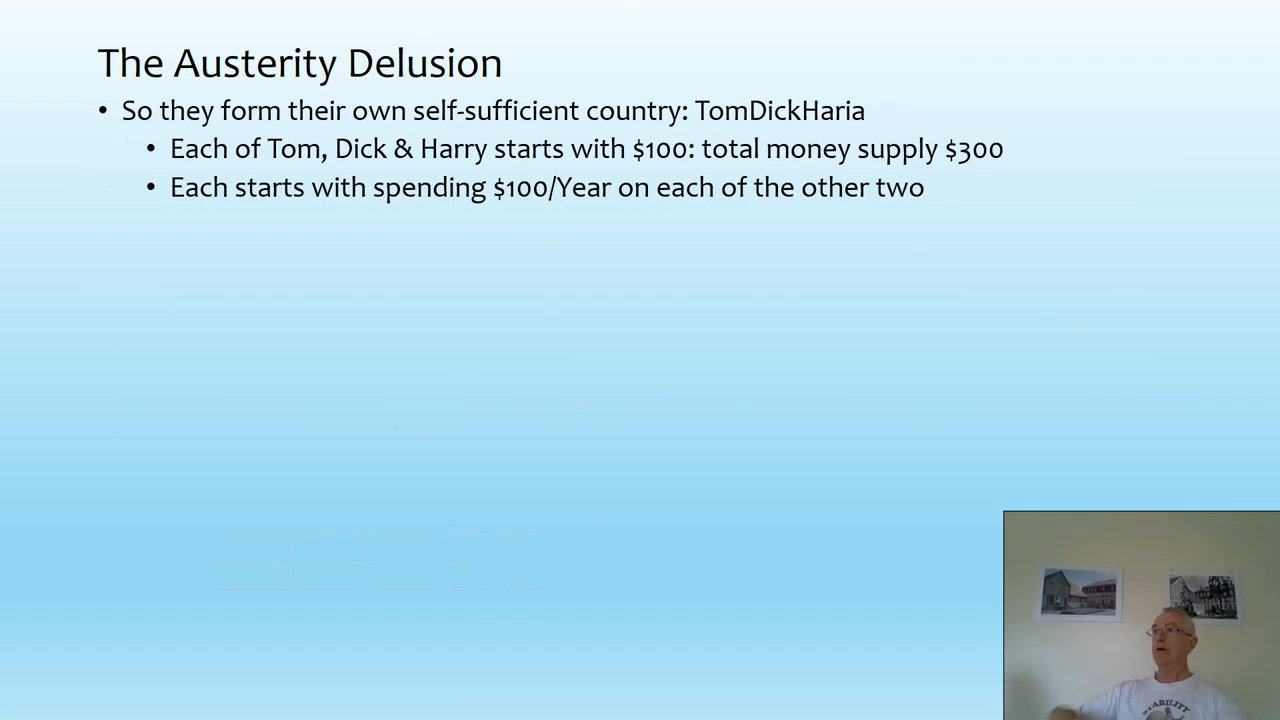 The Austerity Delusion
• So they form their own self-sufficient country: TomDickHaria
• Each of Tom, Dick & Harry starts with $100: total money supply $300
• Each starts with spending $100/Year on each of the other two